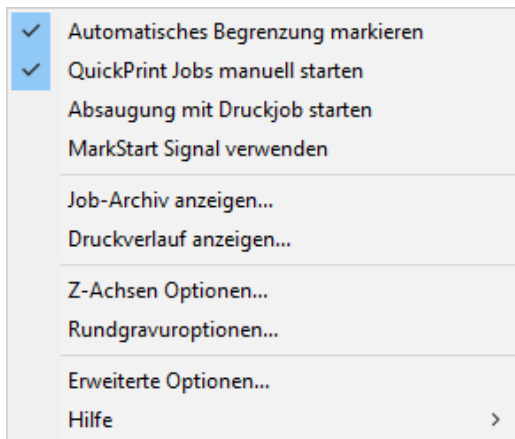 Automatisches Begrenzung markieren
QuickPrint Jobs manuell starten
Absaugung mit Druckjob starten
MarkStart Signal verwenden
Job-Archiv anzeigen...
Druckverlauf anzeigen...
Z-Achsen Optionen...
Rundgravuroptionen...
Erweiterte Optionen...
Hilfe